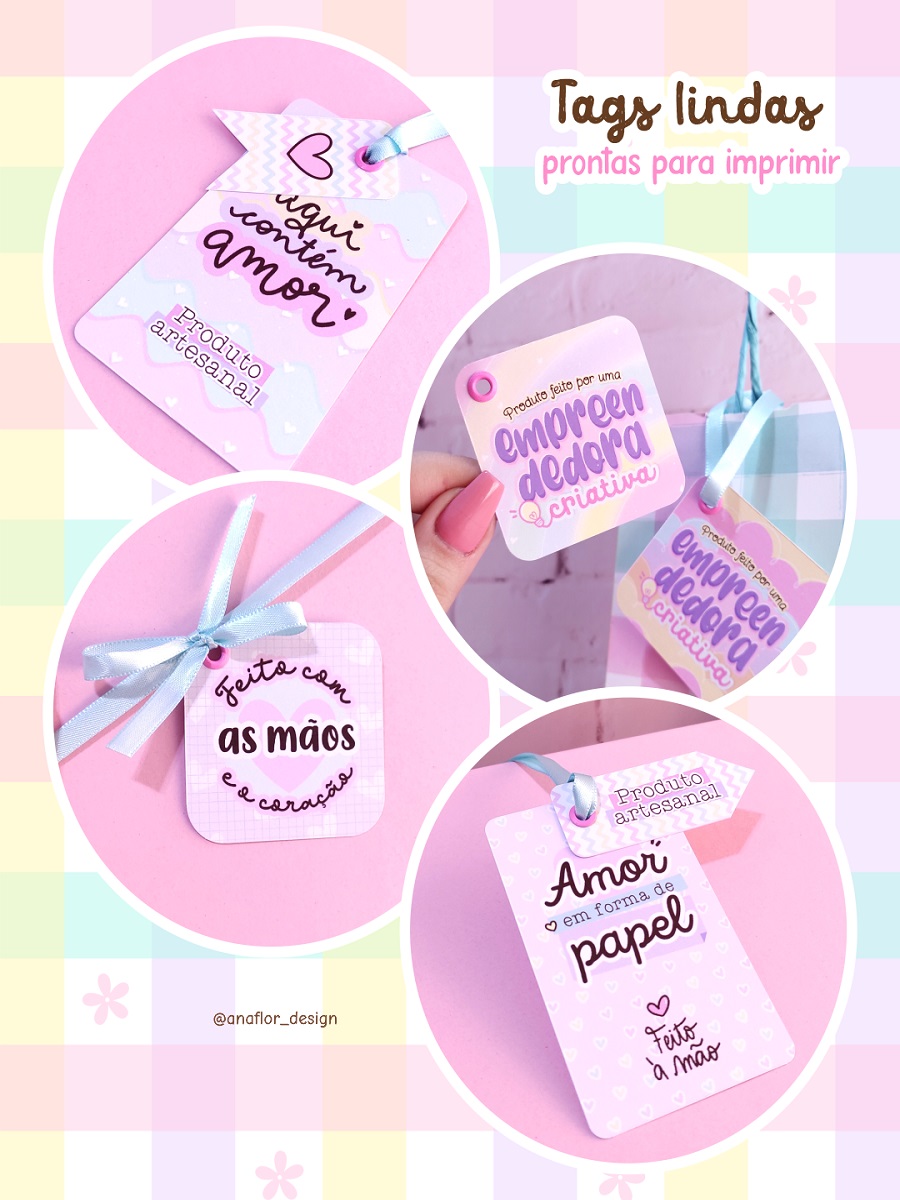 Tags lindas
prontas para imprimir
aqui
contém
amor
Produto
artesanal
Produto feito por uma
empreen
dedora
criativa
Produto feito por uma
empreen
dedora
criativa
Feito com
as mãos
e o coração
Produto
artesanal
Amor
em forma de
papel
Feito
à mão
@anaflor_design